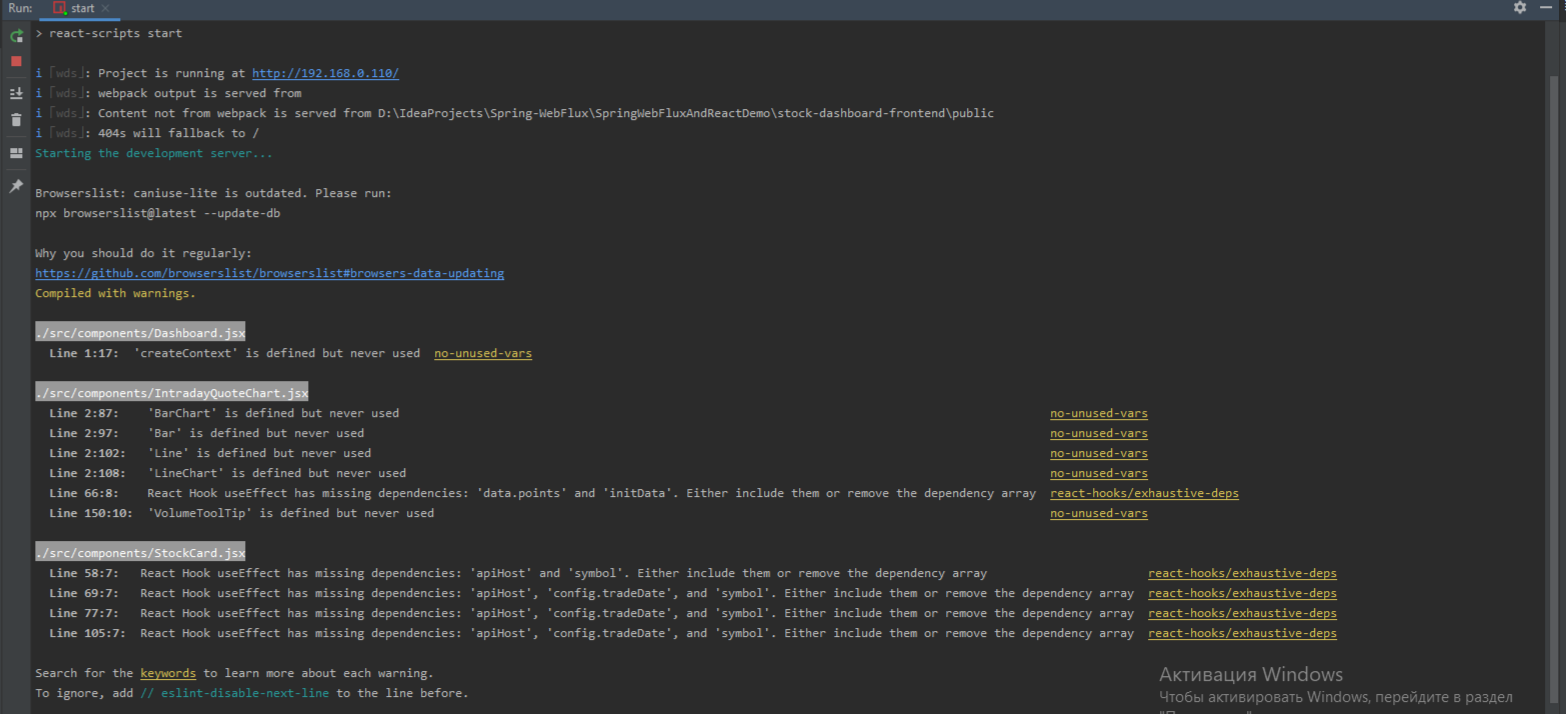 Run: start
> react-scripts start
i ｢wds｣: Project is running at http://192.168.0.110/
i ｢wds｣: webpack output is served from
i ｢wds｣: Content not from webpack is served from D:\IdeaProjects\Spring-WebFlux\SpringWebFluxAndReactDemo\stock-dashboard-frontend\public
i ｢wds｣: 404s will fallback to /
Starting the development server...
Browserslist: caniuse-lite is outdated. Please run:
npx browserslist@latest --update-db
Why you should do it regularly:
https://github.com/browserslist/browserslist#browsers-data-updating
Compiled with warnings.
./src/components/Dashboard.jsx
Line 1:17: 'createContext' is defined but never used no-unused-vars
./src/components/IntradayQuoteChart.jsx
Line 2:87: 'BarChart' is defined but never used no-unused-vars
Line 2:97: 'Bar' is defined but never used no-unused-vars
Line 2:102: 'Line' is defined but never used no-unused-vars
Line 2:108: 'LineChart' is defined but never used no-unused-vars
Line 66:8: React Hook useEffect has missing dependencies: 'data.points' and 'initData'. Either include them or remove the dependency array react-hooks/exhaustive-deps
Line 150:10: 'VolumeToolTip' is defined but never used no-unused-vars
./src/components/StockCard.jsx
Line 58:7: React Hook useEffect has missing dependencies: 'apiHost' and 'symbol'. Either include them or remove the dependency array react-hooks/exhaustive-deps
Line 69:7: React Hook useEffect has missing dependencies: 'apiHost', 'config.tradeDate', and 'symbol'. Either include them or remove the dependency array react-hooks/exhaustive-deps
Line 77:7: React Hook useEffect has missing dependencies: 'apiHost', 'config.tradeDate', and 'symbol'. Either include them or remove the dependency array react-hooks/exhaustive-deps
Line 105:7: React Hook useEffect has missing dependencies: 'apiHost', 'config.tradeDate', and 'symbol'. Either include them or remove the dependency array react-hooks/exhaustive-deps
Search for the keywords to learn more about each warning.
To ignore, add // eslint-disable-next-line to the line before.
Активация Windows
Чтобы активировать Windows, перейдите в раздел